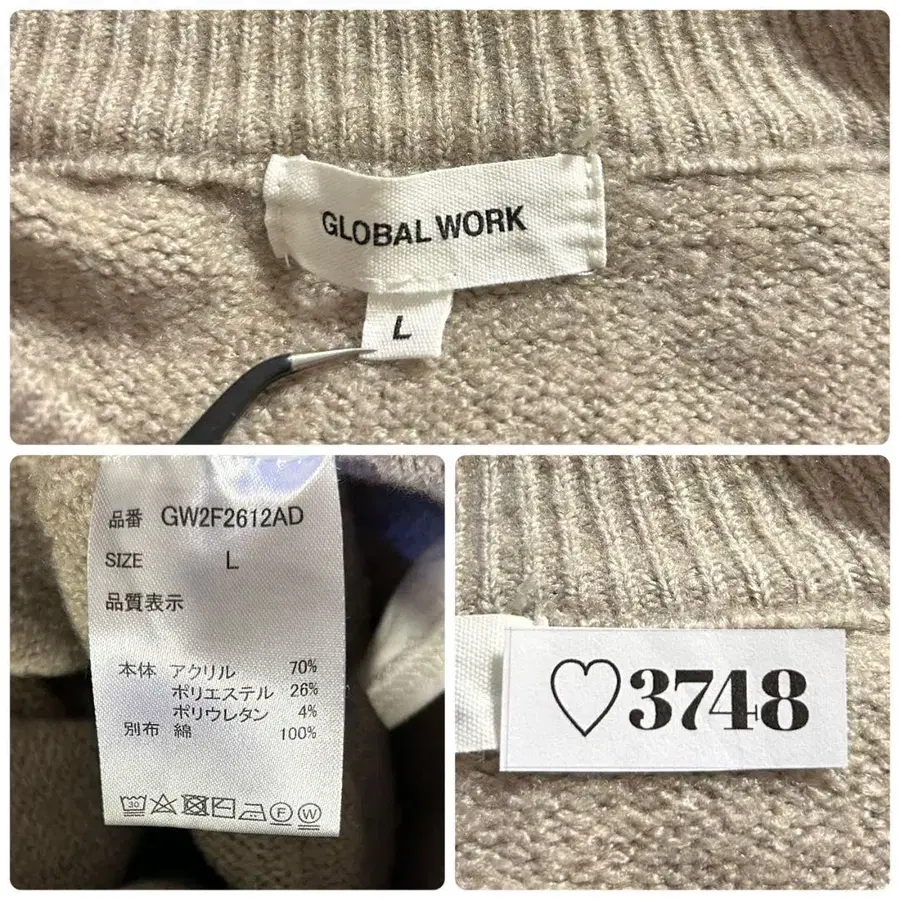 GLOBAL WORK
L
品番 GW2F2612AD
SIZE L
品質表示
本体 アクリル 70%
ポリエステル 26%
ポリウレタン 4%
別布 綿 100%
30 F W
♡3748